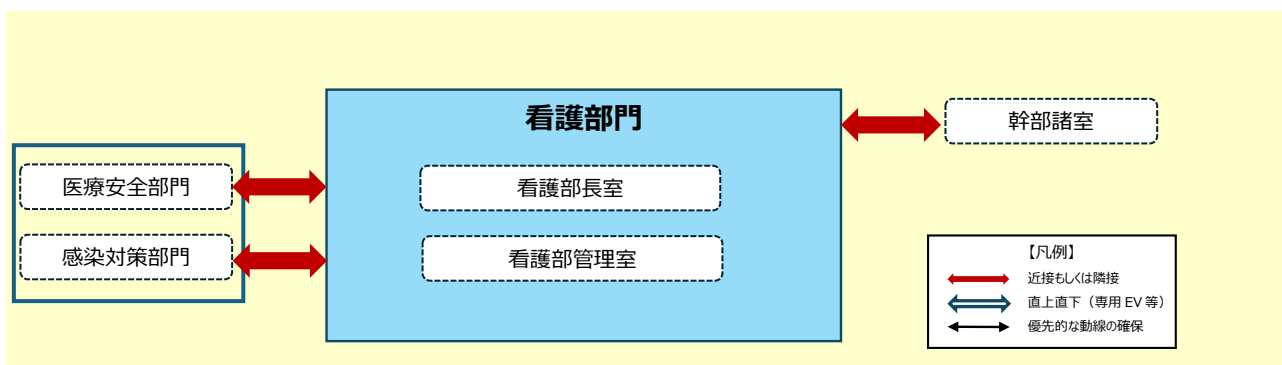 看護部門
幹部諸室
医療安全部門
看護部長室
感染対策部門
看護部管理室
【凡例】
近接もしくは隣接
直上直下（専用 EV 等）
優先的な動線の確保